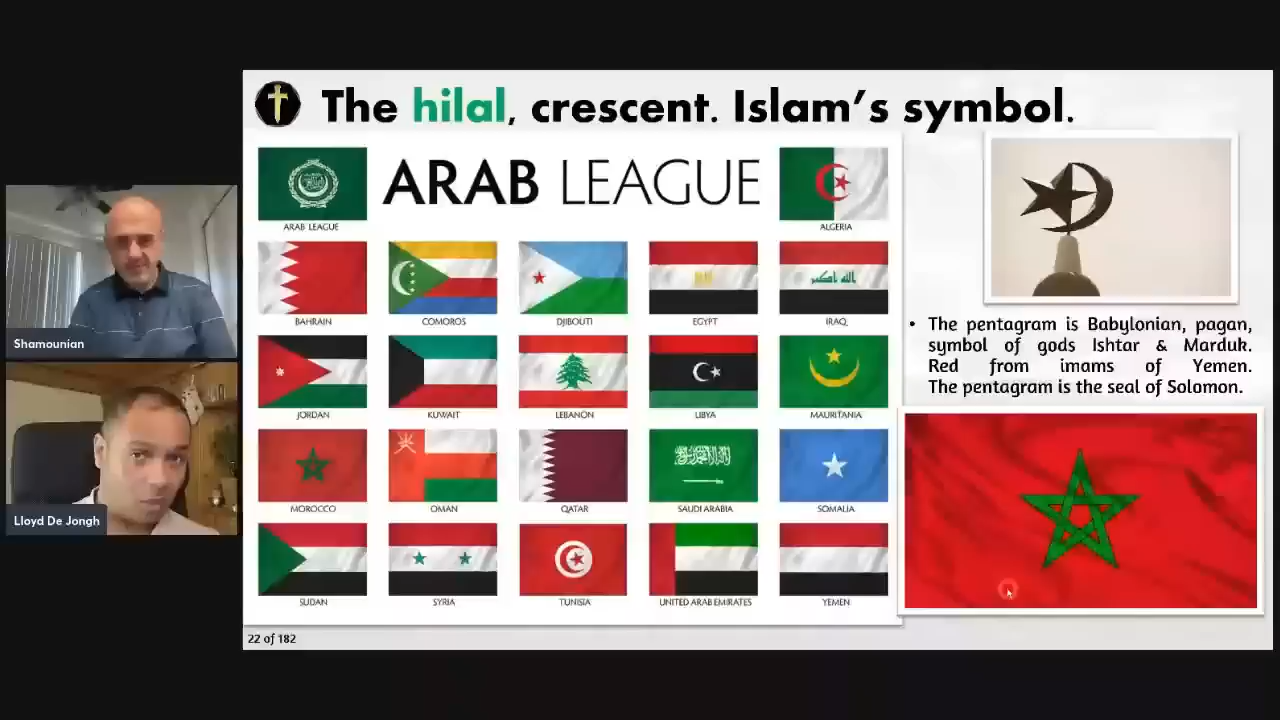 The hilal, crescent. Islam's symbol.
ARAB LEAGUE
ARAB LEAGUE
ALGERIA
BAHRAIN
COMOROS
DJIBOUTI
EGYPT
IRAQ
JORDAN
KUWAIT
LEBANON
LIBYA
MAURITANIA
MOROCCO
OMAN
QATAR
SAUDI ARABIA
SOMALIA
SUDAN
SYRIA
TUNISIA
UNITED ARAB EMIRATES
YEMEN
• The pentagram is Babylonian, pagan,
symbol of gods Ishtar & Marduk.
Red from imams of Yemen.
The pentagram is the seal of Solomon.
Shamounian
Lloyd De Jongh
22 of 182